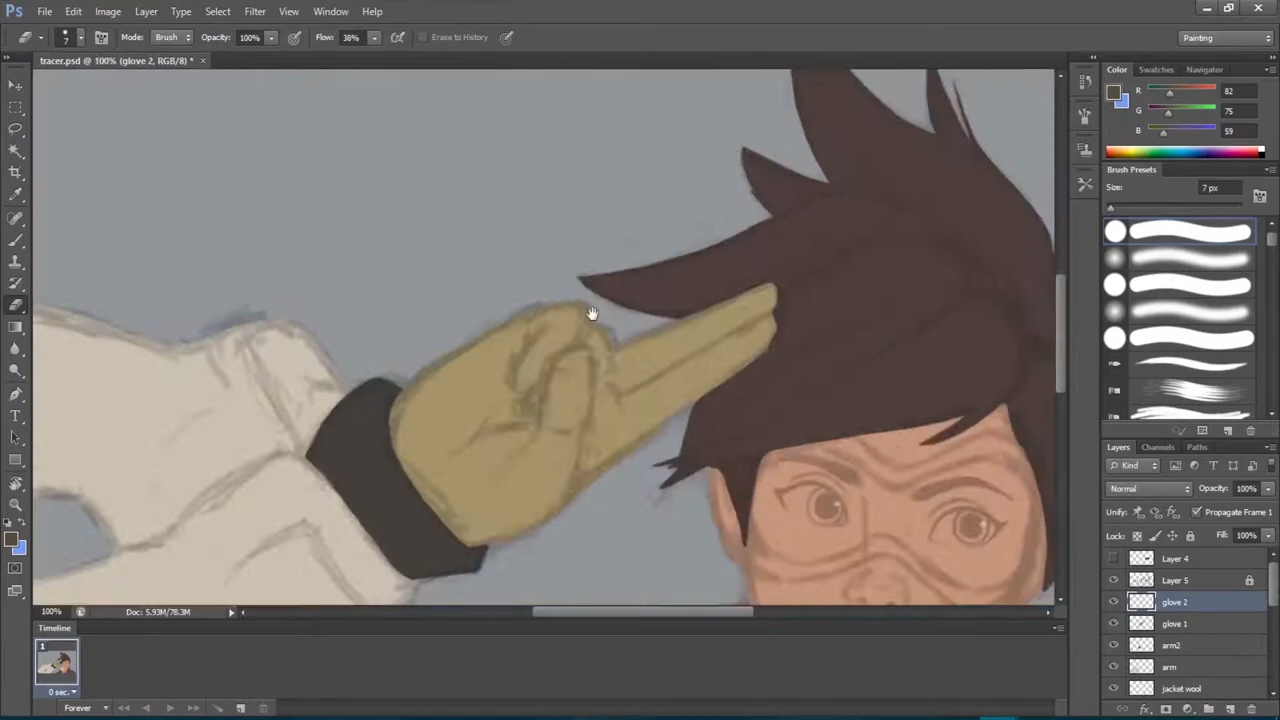 Ps File Edit Image Layer Type Select Filter View Window Help
7 Mode: Brush Opacity: 100% Flow: 38% Erase to History Painting
tracer.psd @ 100% (glove 2, RGB/8) * ×
Color Swatches Navigator
R 82
G 75
B 59
Brush Presets
Size: 7 px
Layers Channels Paths
Kind
Normal Opacity: 100%
Unify: Propagate Frame 1
Lock: Fill: 100%
Layer 4
Layer 5
glove 2
glove 1
arm2
arm
jacket wool
100% Doc: 5.93M/78.3M
Timeline
1
0 sec.
Forever